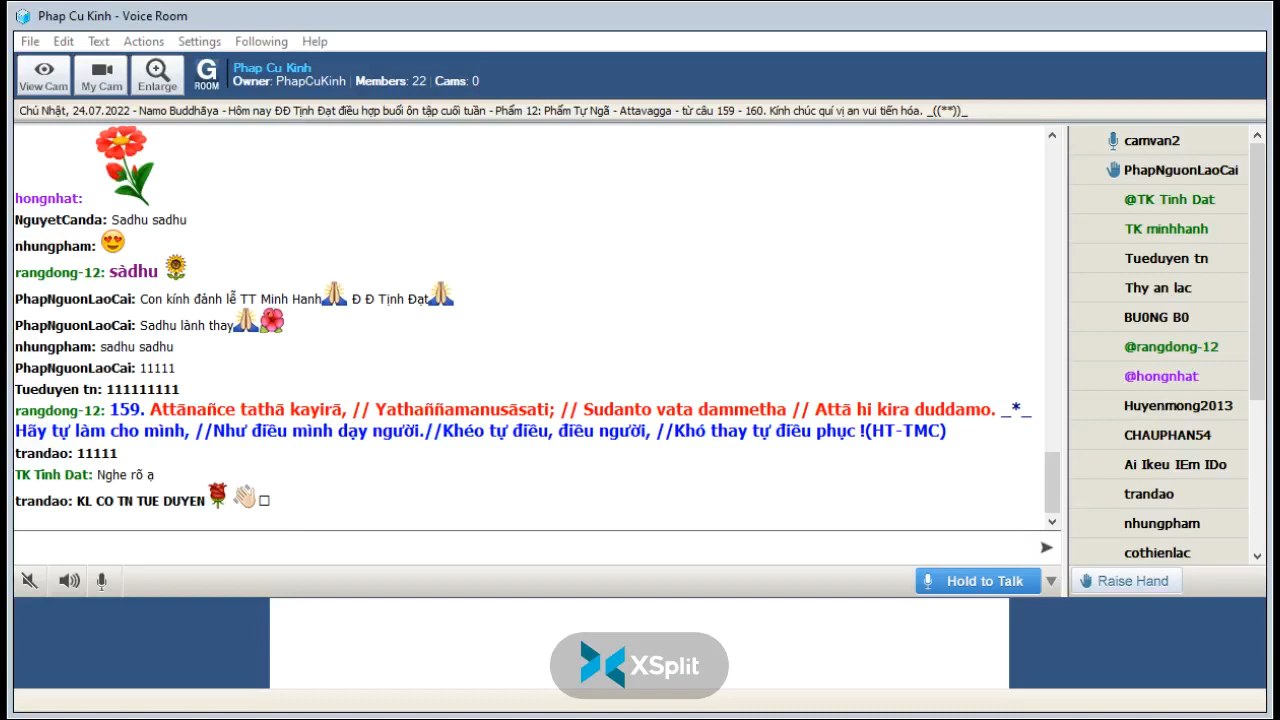 Phap Cu Kinh - Voice Room
File Edit Text Actions Settings Following Help
View Cam
My Cam
Enlarge
G
ROOM
Phap Cu Kinh
Owner: PhapCuKinh | Members: 22 | Cams: 0
Chủ Nhật, 24.07.2022 - Namo Buddhāya - Hôm nay ĐĐ Tịnh Đạt điều hợp buổi ôn tập cuối tuần - Phẩm 12: Phẩm Tự Ngã - Attavagga - từ câu 159 - 160. Kính chúc quí vị an vui tiến hóa. _((**))_
hongnhat:
NguyetCanda: Sadhu sadhu
nhungpham:
rangdong-12: sàdhu
PhapNguonLaoCai: Con kính đảnh lễ TT Minh Hanh Đ Đ Tịnh Đạt
PhapNguonLaoCai: Sadhu lành thay
nhungpham: sadhu sadhu
PhapNguonLaoCai: 11111
Tueduyen tn: 111111111
rangdong-12: 159. Attānañce tathā kayirā, // Yathaññamanusāsati; // Sudanto vata dammetha // Attā hi kira duddamo. _*_
Hãy tự làm cho mình, //Như điều mình dạy người.//Khéo tự điều, điều người, //Khó thay tự điều phục !(HT-TMC)
trandao: 11111
TK Tinh Dat: Nghe rõ ạ
trandao: KL CO TN TUE DUYEN
Hold to Talk
camvan2
PhapNguonLaoCai
@TK Tinh Dat
TK minhhanh
Tueduyen tn
Thy an lac
BU0NG B0
@rangdong-12
@hongnhat
Huyenmong2013
CHAUPHAN54
Ai Ikeu IEm IDo
trandao
nhungpham
cothienlac
Raise Hand
XSplit